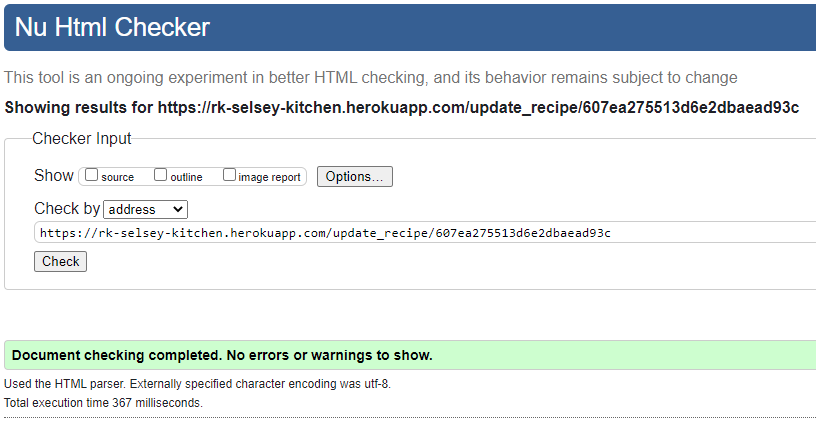 Nu Html Checker
This tool is an ongoing experiment in better HTML checking, and its behavior remains subject to change
Showing results for https://rk-selsey-kitchen.herokuapp.com/update_recipe/607ea275513d6e2dbaead93c
Checker Input
Show source outline image report Options...
Check by address
https://rk-selsey-kitchen.herokuapp.com/update_recipe/607ea275513d6e2dbaead93c
Check
Document checking completed. No errors or warnings to show.
Used the HTML parser. Externally specified character encoding was utf-8.
Total execution time 367 milliseconds.